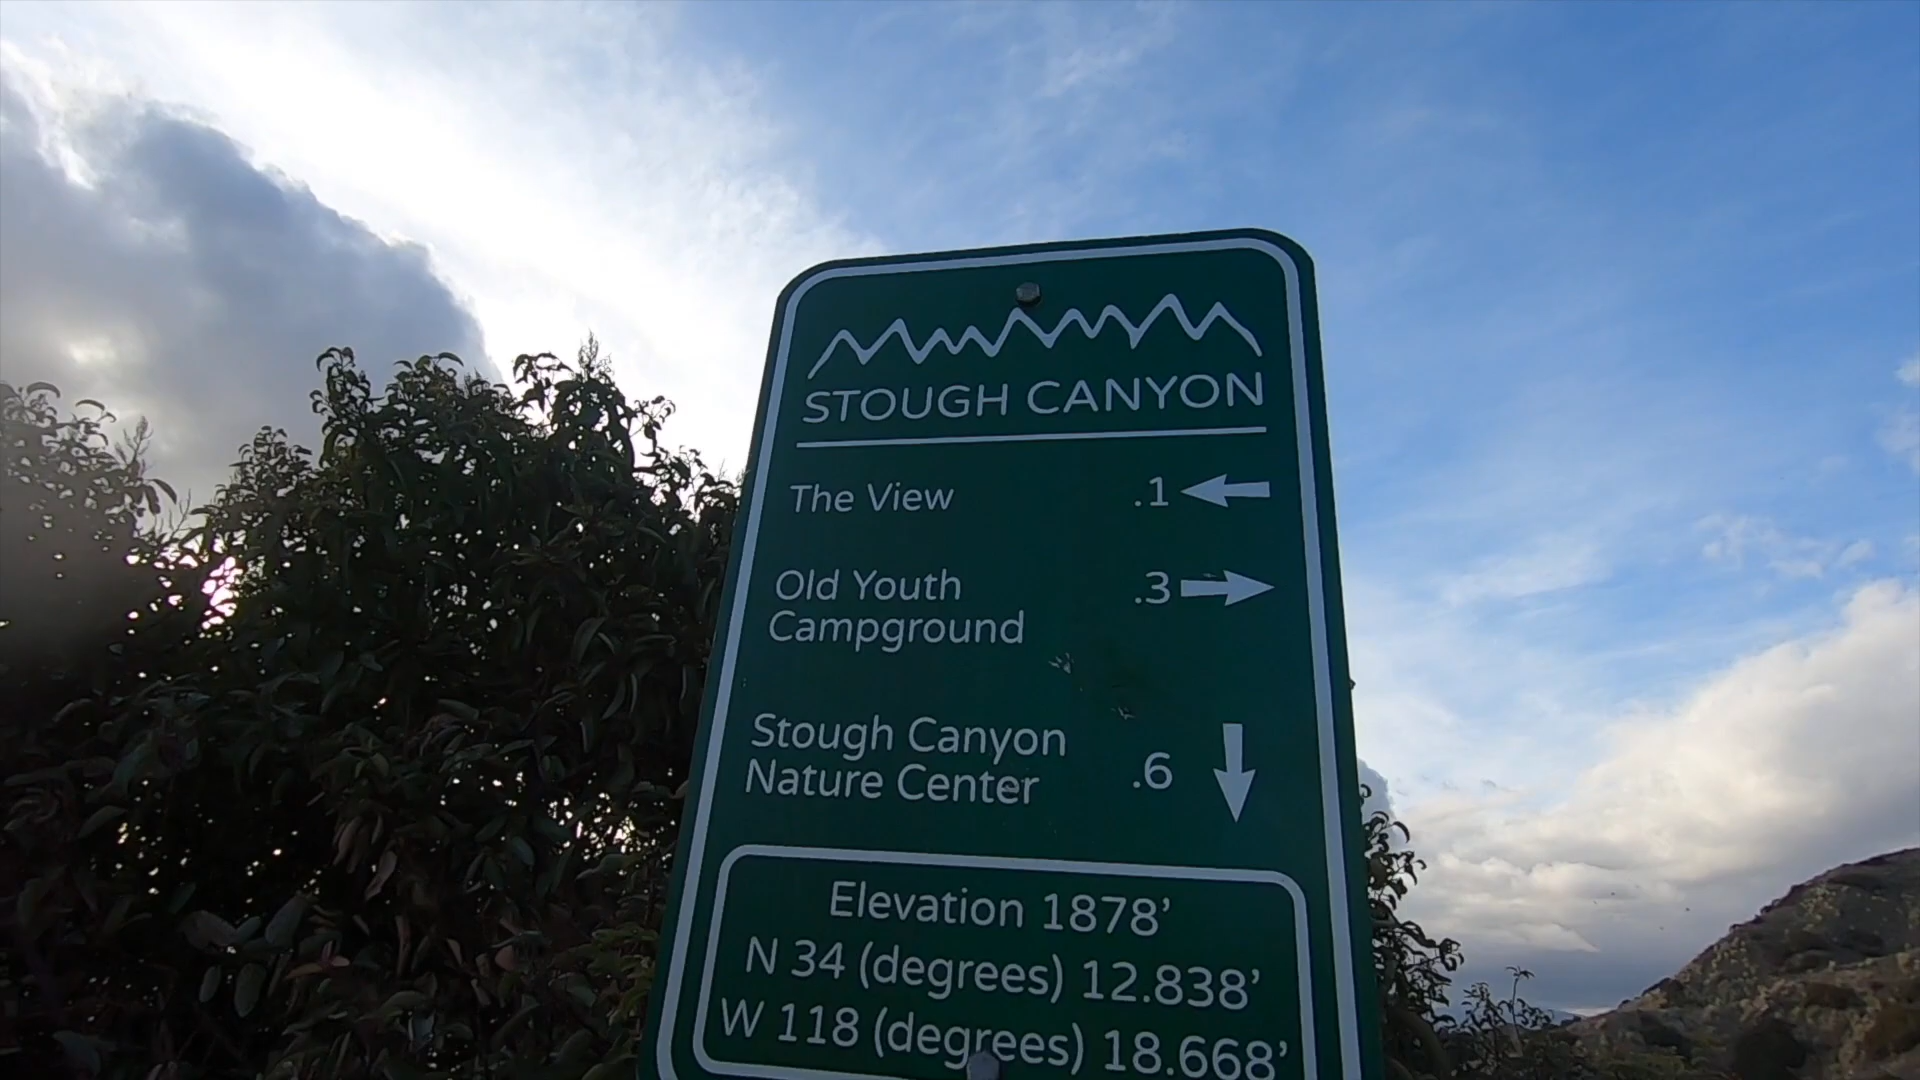 STOUGH CANYON
The View .1
Old Youth
Campground .3
Stough Canyon
Nature Center .6
Elevation 1878’
N 34 (degrees) 12.838’
W 118 (degrees) 18.668’